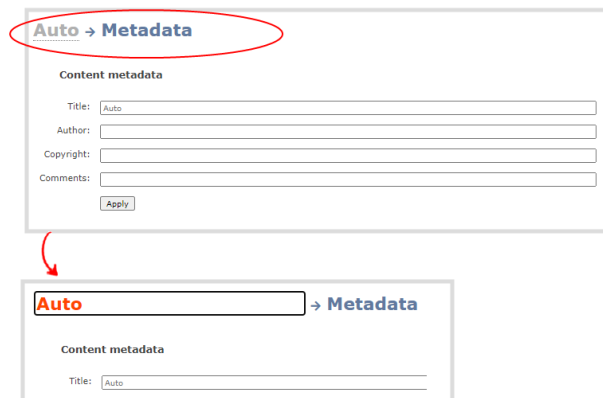 Auto → Metadata
Content metadata
Title: Auto
Author:
Copyright:
Comments:
Apply
Auto → Metadata
Content metadata
Title: Auto